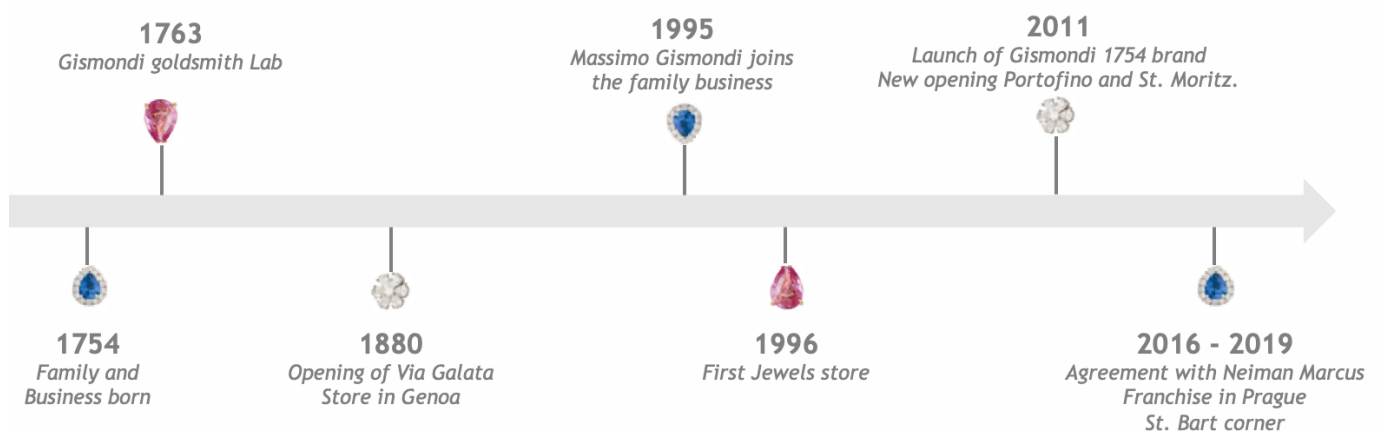 1763
Gismondi goldsmith Lab
1995
Massimo Gismondi joins
the family business
2011
Launch of Gismondi 1754 brand
New opening Portofino and St. Moritz.
1754
Family and
Business born
1880
Opening of Via Galata
Store in Genoa
1996
First Jewels store
2016 - 2019
Agreement with Neiman Marcus
Franchise in Prague
St. Bart corner